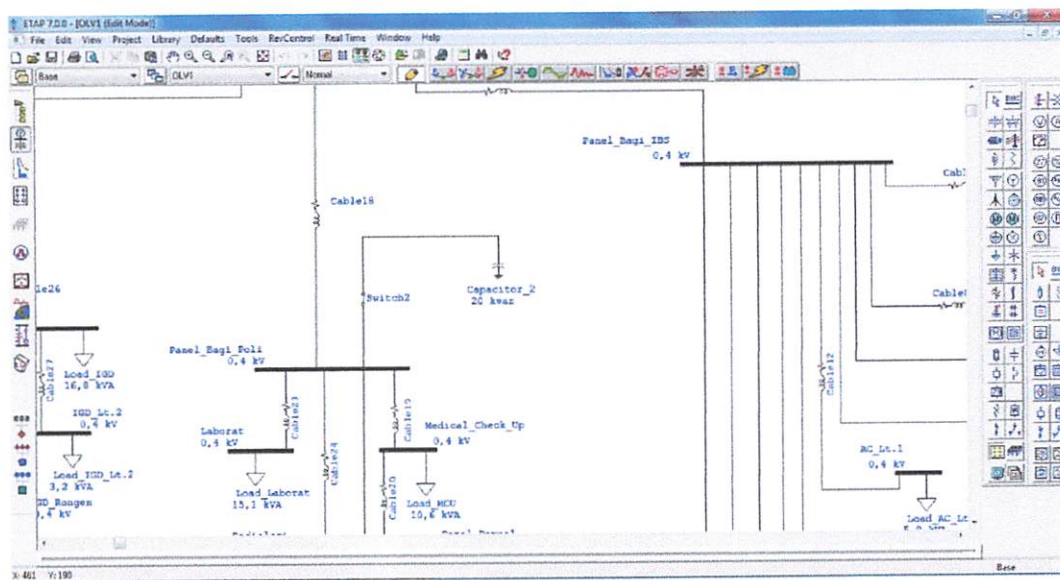 ETAP 7.0.0 - [OLV1 (Edit Mode)]
File Edit View Project Library Defaults Tools RevControl Real Time Window Help
Base
OLV1
Normal
Panel_Bagi_IBS
0,4 kV
Cable18
Capacitor_2
20 kvar
Switch2
le26
Panel_Bagi_Poli
0,4 kV
Load_IGD
16,8 kVA
Cable27
IGD_Lt.2
0,4 kV
Cable23
Cable19
Cable12
Laborat
0,4 kV
Medical_Check_Up
0,4 kV
Cable24
AC_Lt.1
0,4 kV
Load_IGD_Lt.2
3,2 kVA
Load_Laborat
15,1 kVA
Cable20
Load_MCU
10,6 kVA
Load_AC_Lt
X: 461 Y: 190
Base